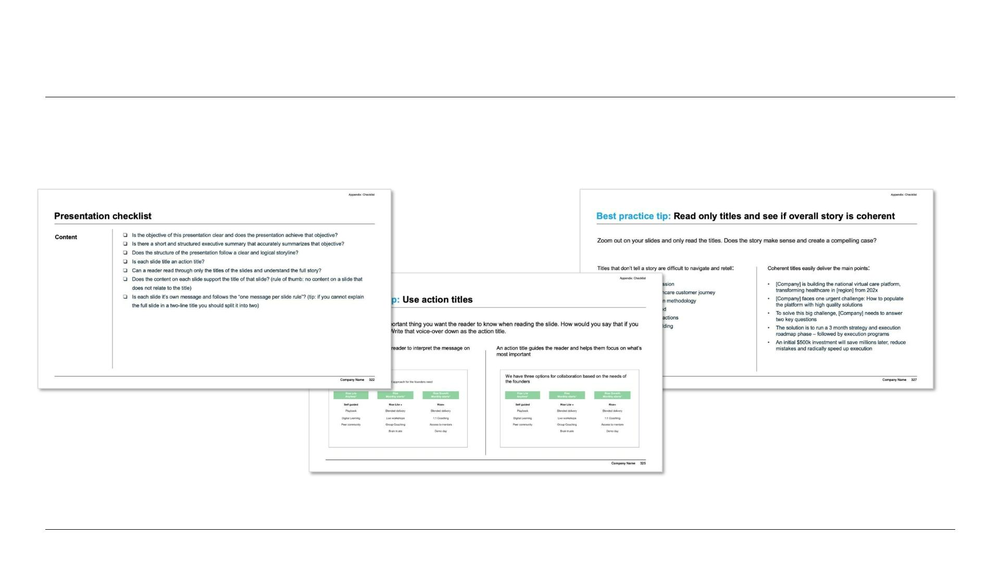 Appendix: Checklist
Presentation checklist
Content
❑ Is the objective of this presentation clear and does the presentation achieve that objective?
❑ Is there a short and structured executive summary that accurately summarizes that objective?
❑ Does the structure of the presentation follow a clear and logical storyline?
❑ Is each slide title an action title?
❑ Can a reader read through only the titles of the slides and understand the full story?
❑ Does the content on each slide support the title of that slide? (rule of thumb: no content on a slide that
does not relate to the title)
❑ Is each slide it's own message and follows the "one message per slide rule"? (tip: if you cannot explain
the full slide in a two-line title you should split it into two)
Company Name 322
Appendix: Checklist
p: Use action titles
portant thing you want the reader to know when reading the slide. How would you say that if you
Write that voice-over down as the action title.
reader to interpret the message on
approach for the founders need
Rise Lite Rise Rise Growth
Anytime* Monthly starts* Monthly starts*
Self guided Rise Lite + Rise+
Playbook Blended delivery Blended delivery
Digital Learning Live workshops 1:1 Coaching
Peer community Group Coaching Access to mentors
Brain trusts Demo day
An action title guides the reader and helps them focus on what's
most important
We have three options for collaboration based on the needs of
the founders
Rise Lite Rise Rise Growth
Anytime* Monthly starts* Monthly starts*
Self guided Rise Lite + Rise+
Playbook Blended delivery Blended delivery
Digital Learning Live workshops 1:1 Coaching
Peer community Group Coaching Access to mentors
Brain trusts Demo day
Company Name 325
Appendix: Checklist
Best practice tip: Read only titles and see if overall story is coherent
Zoom out on your slides and only read the titles. Does the story make sense and create a compelling case?
Titles that don't tell a story are difficult to navigate and retell:
ssion
hcare customer journey
n methodology
d
actions
lding
Coherent titles easily deliver the main points:
• [Company] is building the national virtual care platform,
transforming healthcare in [region] from 202x
• [Company] faces one urgent challenge: How to populate
the platform with high quality solutions
• To solve this big challenge, [Company] needs to answer
two key questions
• The solution is to run a 3 month strategy and execution
roadmap phase – followed by execution programs
• An initial $500k investment will save millions later, reduce
mistakes and radically speed up execution
Company Name 327